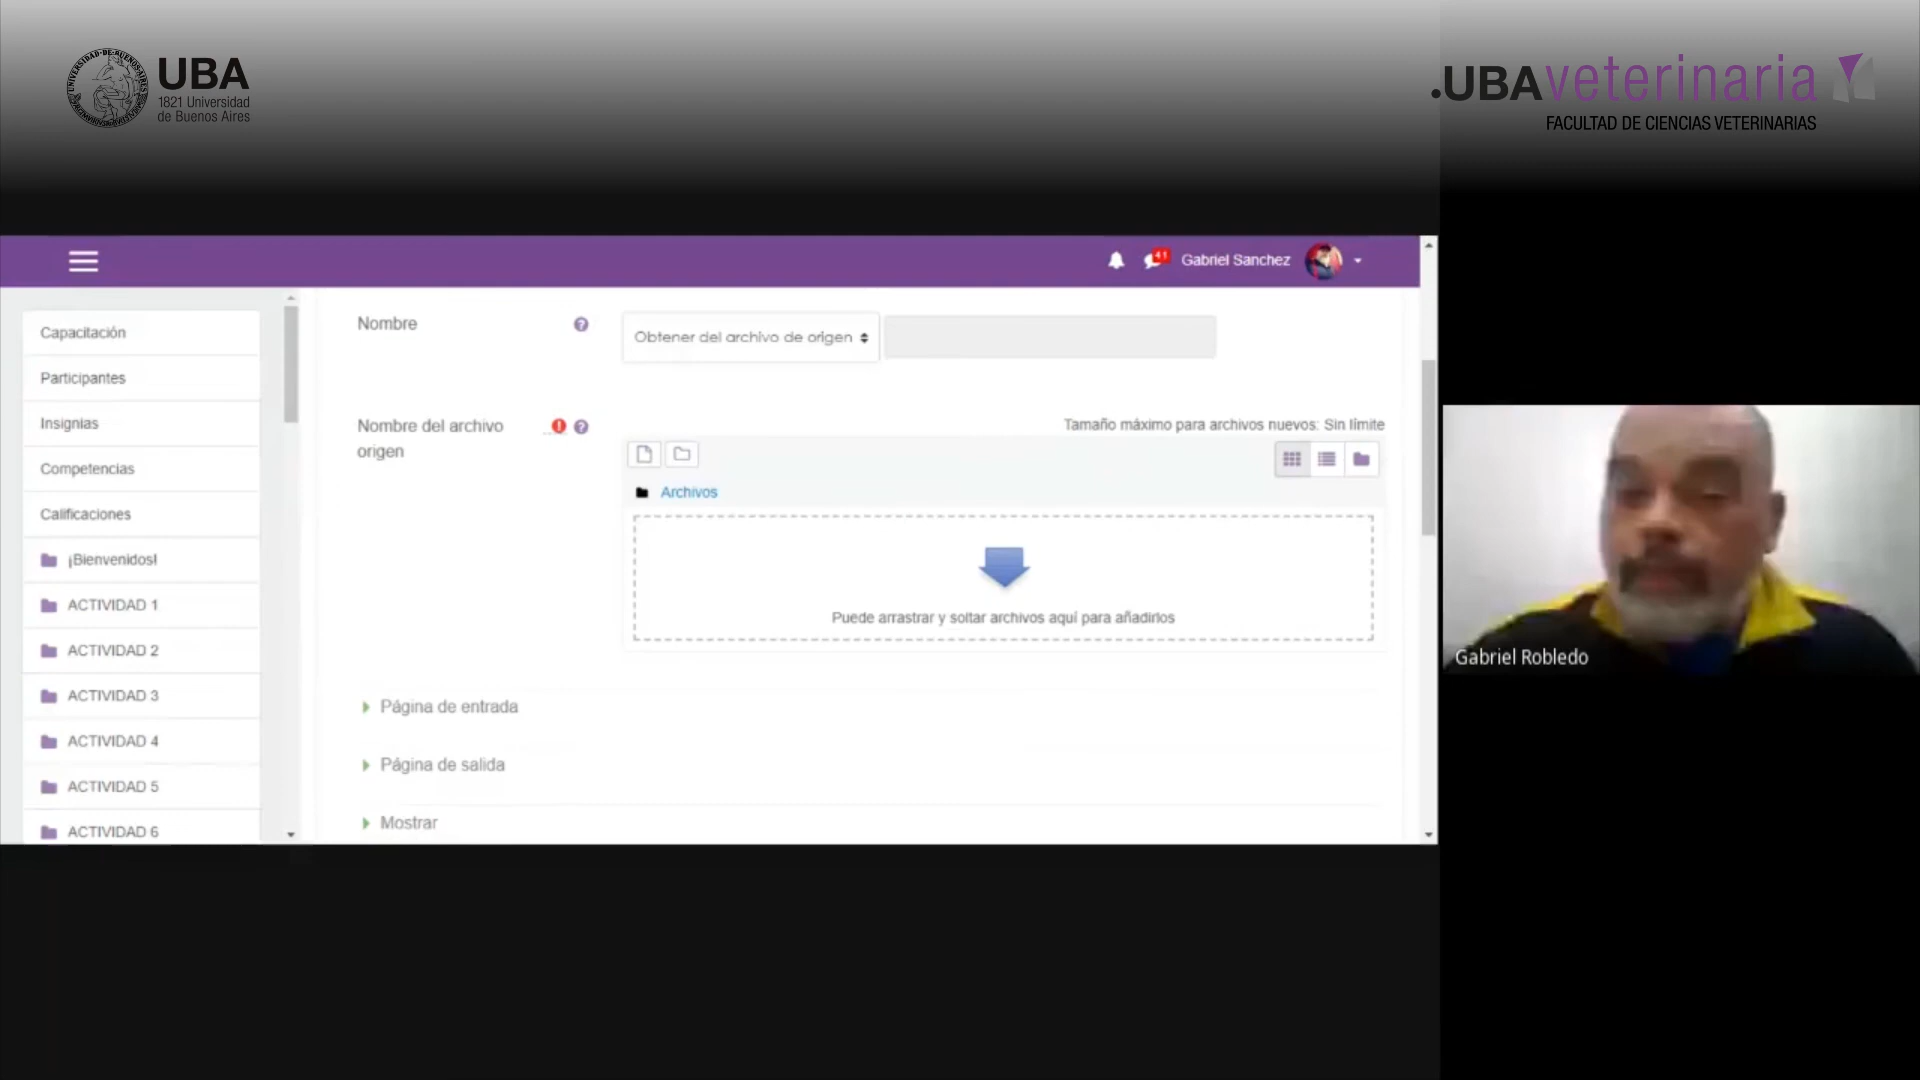 UBA
1821 Universidad
de Buenos Aires
.UBAveterinaria
FACULTAD DE CIENCIAS VETERINARIAS
41
Gabriel Sanchez
Capacitación
Participantes
Insignias
Competencias
Calificaciones
¡Bienvenidos!
ACTIVIDAD 1
ACTIVIDAD 2
ACTIVIDAD 3
ACTIVIDAD 4
ACTIVIDAD 5
ACTIVIDAD 6
Nombre
Obtener del archivo de origen
Nombre del archivo
origen
Tamaño máximo para archivos nuevos: Sin límite
Archivos
Puede arrastrar y soltar archivos aquí para añadirlos
Página de entrada
Página de salida
Mostrar
Gabriel Robledo